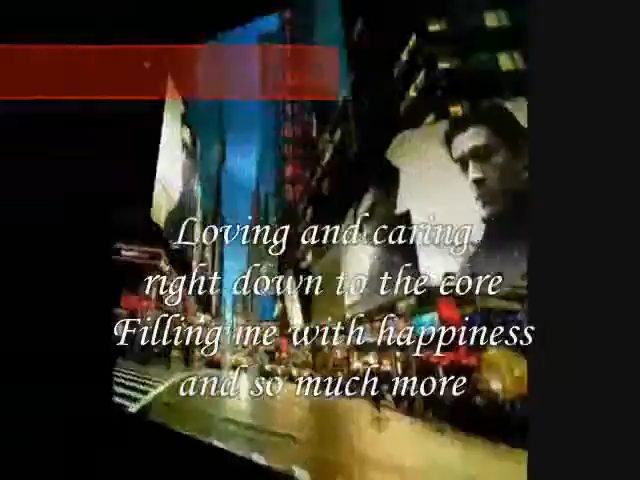 Loving and caring
right down to the core
Filling me with happiness
and so much more